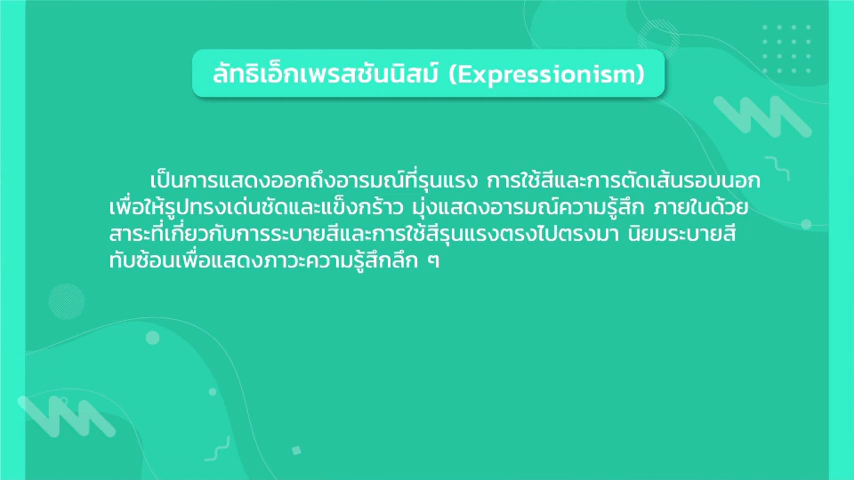 ลัทธิเอ็กเพรสชันนิสม์ (Expressionism)
เป็นการแสดงออกถึงอารมณ์ที่รุนแรง การใช้สีและการตัดเส้นรอบนอก
เพื่อให้รูปทรงเด่นชัดและแข็งกร้าว มุ่งแสดงอารมณ์ความรู้สึก ภายในด้วย
สาระที่เกี่ยวกับการระบายสีและการใช้สีรุนแรงตรงไปตรงมา นิยมระบายสี
ทับซ้อนเพื่อแสดงภาวะความรู้สึกลึก ๆ